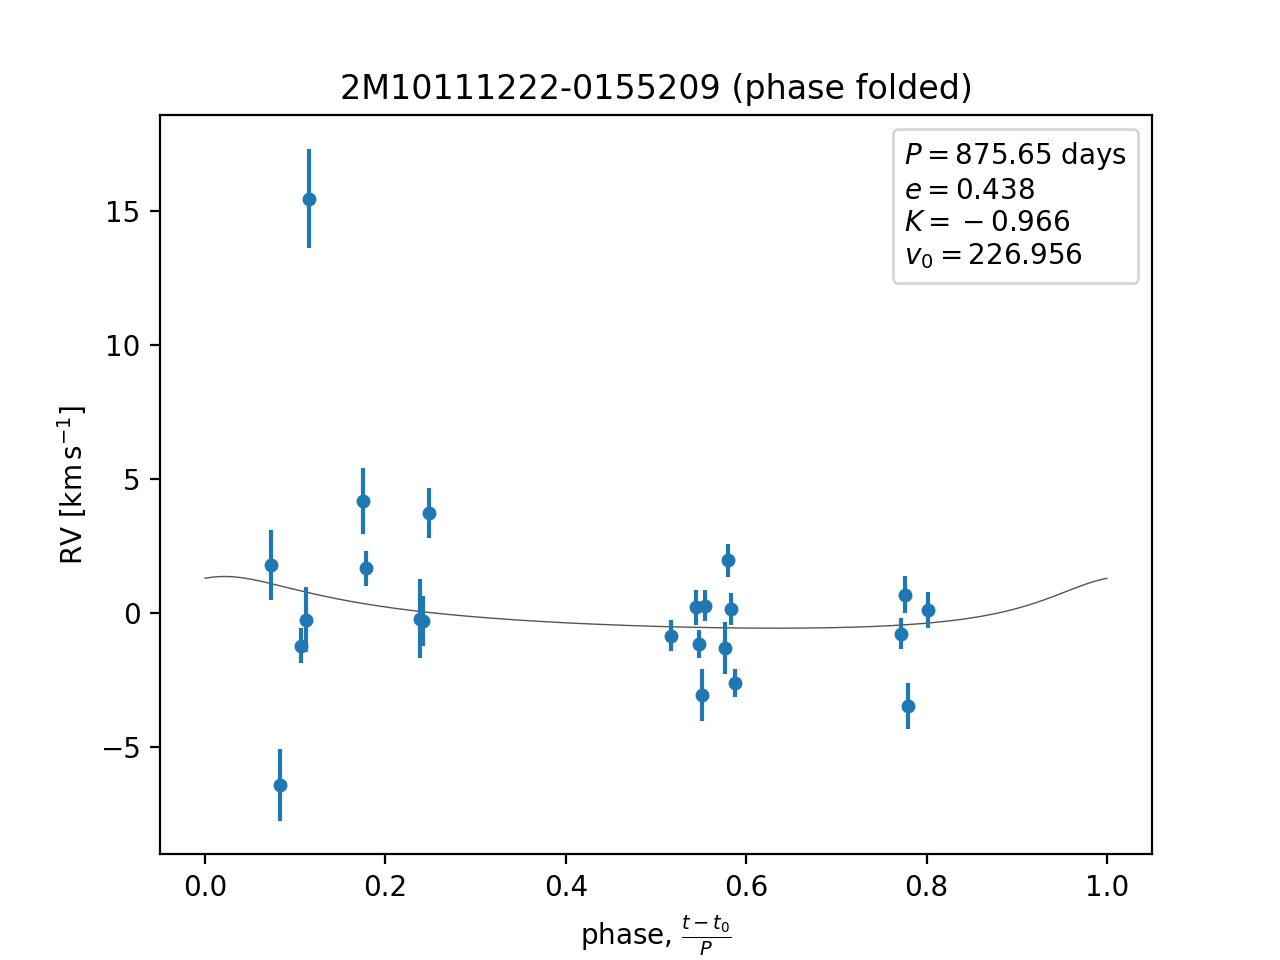 2M10111222-0155209 (phase folded)
P = 875.65 days
e = 0.438
K = −0.966
v₀ = 226.956
15
10
5
0
−5
RV [km s⁻¹]
0.0 0.2 0.4 0.6 0.8 1.0
phase, (t − t₀)/P